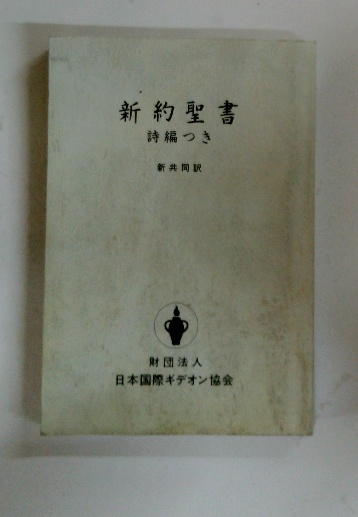 新約聖書
詩編つき
新共同訳
財団法人
日本国際ギデオン協会